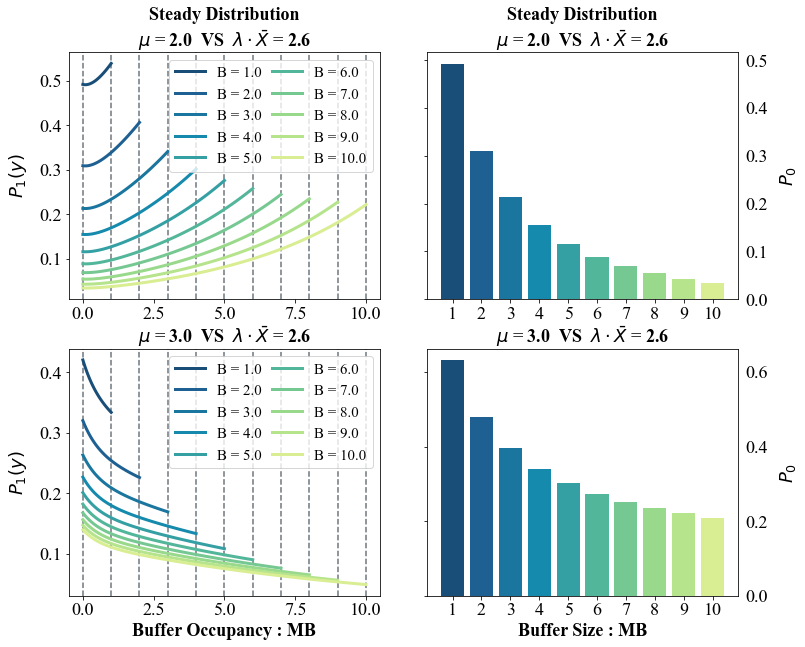 Steady Distribution
μ = 2.0 VS λ · X̄ = 2.6
P₁(y)
0.5
0.4
0.3
0.2
0.1
B = 1.0
B = 2.0
B = 3.0
B = 4.0
B = 5.0
B = 6.0
B = 7.0
B = 8.0
B = 9.0
B = 10.0
0.0 2.5 5.0 7.5 10.0
Steady Distribution
μ = 2.0 VS λ · X̄ = 2.6
0.5
0.4
0.3
0.2
0.1
0.0
P₀
1 2 3 4 5 6 7 8 9 10
μ = 3.0 VS λ · X̄ = 2.6
P₁(y)
0.4
0.3
0.2
0.1
B = 1.0
B = 2.0
B = 3.0
B = 4.0
B = 5.0
B = 6.0
B = 7.0
B = 8.0
B = 9.0
B = 10.0
0.0 2.5 5.0 7.5 10.0
Buffer Occupancy : MB
μ = 3.0 VS λ · X̄ = 2.6
0.6
0.4
0.2
0.0
P₀
1 2 3 4 5 6 7 8 9 10
Buffer Size : MB